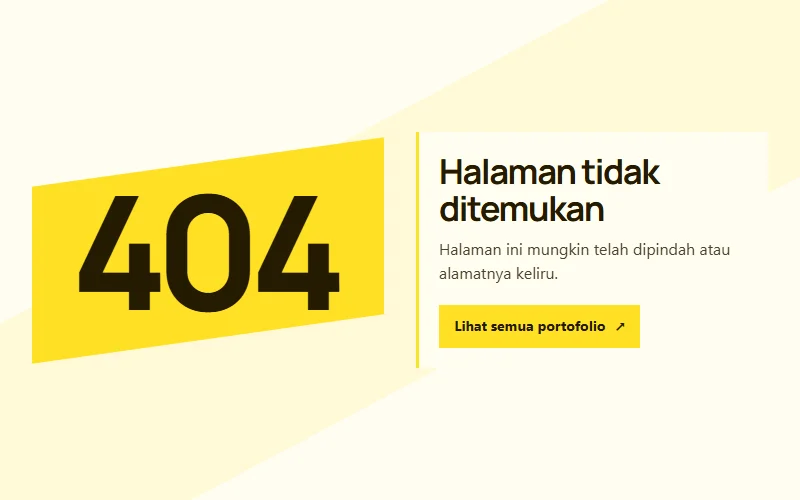 404
Halaman tidak
ditemukan
Halaman ini mungkin telah dipindah atau
alamatnya keliru.
Lihat semua portofolio ↗